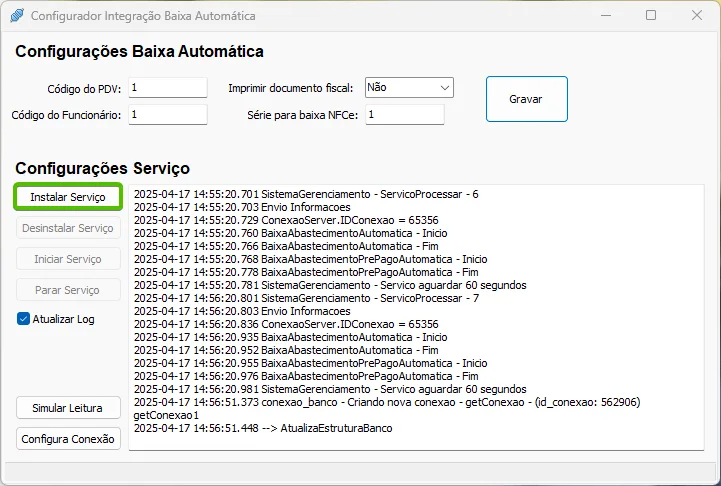 Configurador Integração Baixa Automática
Configurações Baixa Automática
Código do PDV: 1 Imprimir documento fiscal: Não
Gravar
Código do Funcionário: 1 Série para baixa NFCe: 1
Configurações Serviço
Instalar Serviço
Desinstalar Serviço
Iniciar Serviço
Parar Serviço
Atualizar Log
Simular Leitura
Configura Conexão
2025-04-17 14:55:20.701 SistemaGerenciamento - ServicoProcessar - 6
2025-04-17 14:55:20.703 Envio Informacoes
2025-04-17 14:55:20.729 ConexaoServer.IDConexao = 65356
2025-04-17 14:55:20.760 BaixaAbastecimentoAutomatica - Inicio
2025-04-17 14:55:20.766 BaixaAbastecimentoAutomatica - Fim
2025-04-17 14:55:20.768 BaixaAbastecimentoPrePagoAutomatica - Inicio
2025-04-17 14:55:20.778 BaixaAbastecimentoPrePagoAutomatica - Fim
2025-04-17 14:55:20.781 SistemaGerenciamento - Servico aguardar 60 segundos
2025-04-17 14:56:20.801 SistemaGerenciamento - ServicoProcessar - 7
2025-04-17 14:56:20.803 Envio Informacoes
2025-04-17 14:56:20.836 ConexaoServer.IDConexao = 65356
2025-04-17 14:56:20.935 BaixaAbastecimentoAutomatica - Inicio
2025-04-17 14:56:20.952 BaixaAbastecimentoAutomatica - Fim
2025-04-17 14:56:20.955 BaixaAbastecimentoPrePagoAutomatica - Inicio
2025-04-17 14:56:20.976 BaixaAbastecimentoPrePagoAutomatica - Fim
2025-04-17 14:56:20.981 SistemaGerenciamento - Servico aguardar 60 segundos
2025-04-17 14:56:51.373 conexao_banco - Criando nova conexao - getConexao - (id_conexao: 562906)
getConexao1
2025-04-17 14:56:51.448 --> AtualizaEstruturaBanco